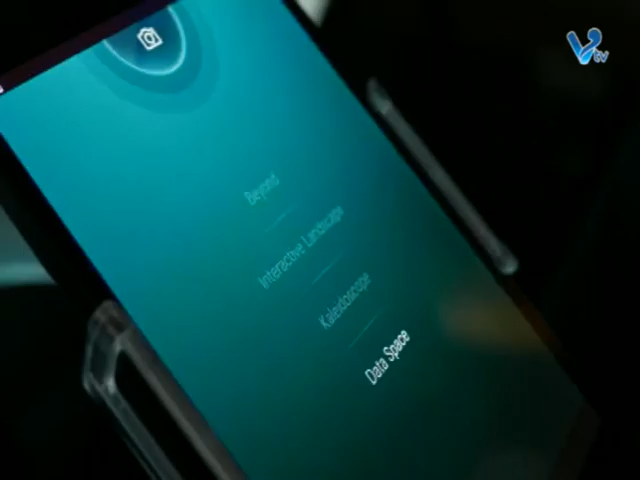 V2tv
Beyond
Interactive Landscape
Kaleidoscope
Data Space